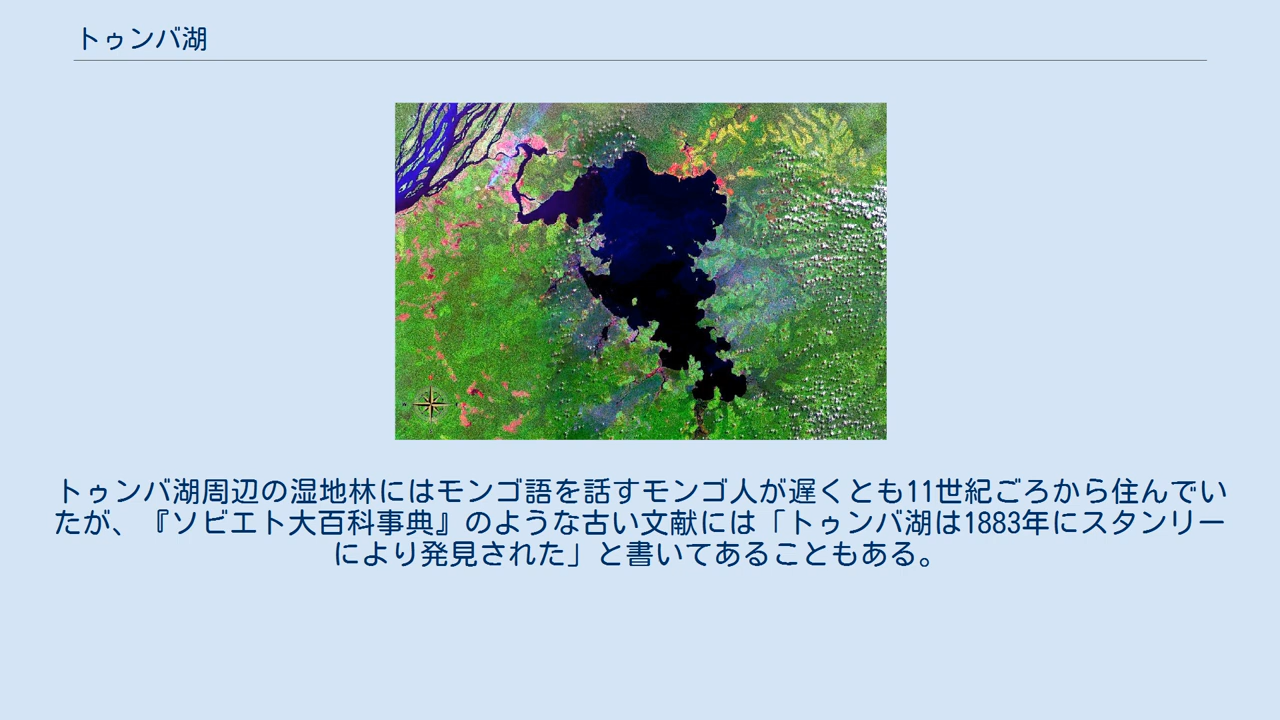 トゥンバ湖
トゥンバ湖周辺の湿地林にはモンゴ語を話すモンゴ人が遅くとも11世紀ごろから住んでい
たが、『ソビエト大百科事典』のような古い文献には「トゥンバ湖は1883年にスタンリー
により発見された」と書いてあることもある。